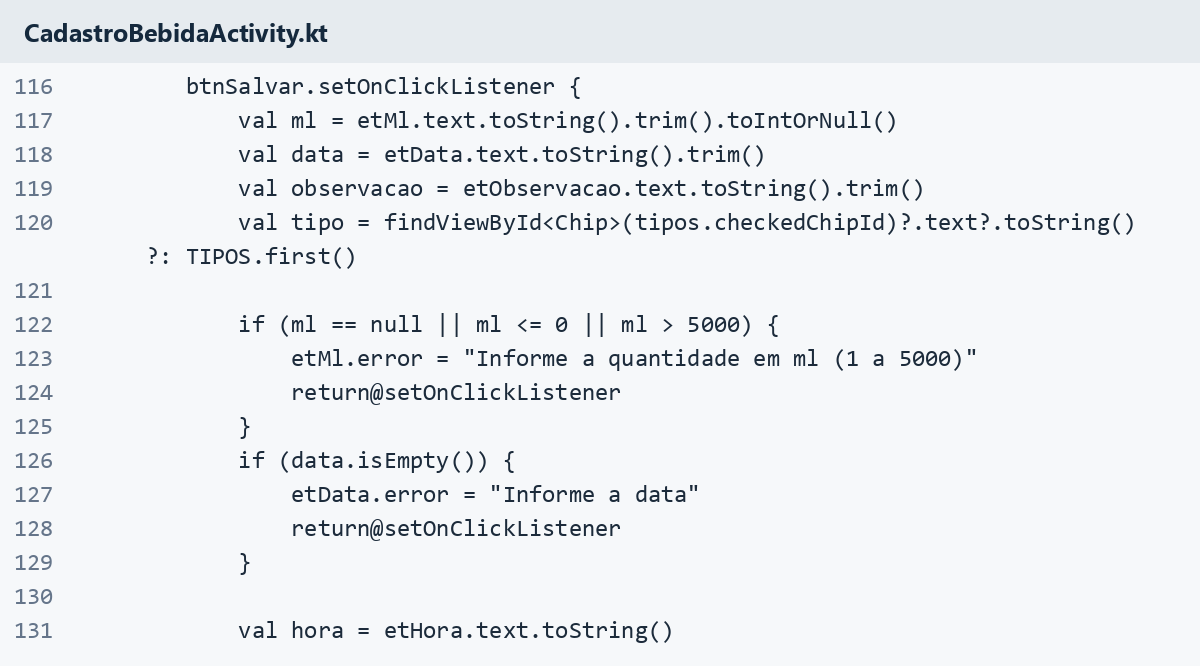 CadastroBebidaActivity.kt
116 btnSalvar.setOnClickListener {
117 val ml = etMl.text.toString().trim().toIntOrNull()
118 val data = etData.text.toString().trim()
119 val observacao = etObservacao.text.toString().trim()
120 val tipo = findViewById<Chip>(tipos.checkedChipId)?.text?.toString()
?: TIPOS.first()
121
122 if (ml == null || ml <= 0 || ml > 5000) {
123 etMl.error = "Informe a quantidade em ml (1 a 5000)"
124 return@setOnClickListener
125 }
126 if (data.isEmpty()) {
127 etData.error = "Informe a data"
128 return@setOnClickListener
129 }
130
131 val hora = etHora.text.toString()